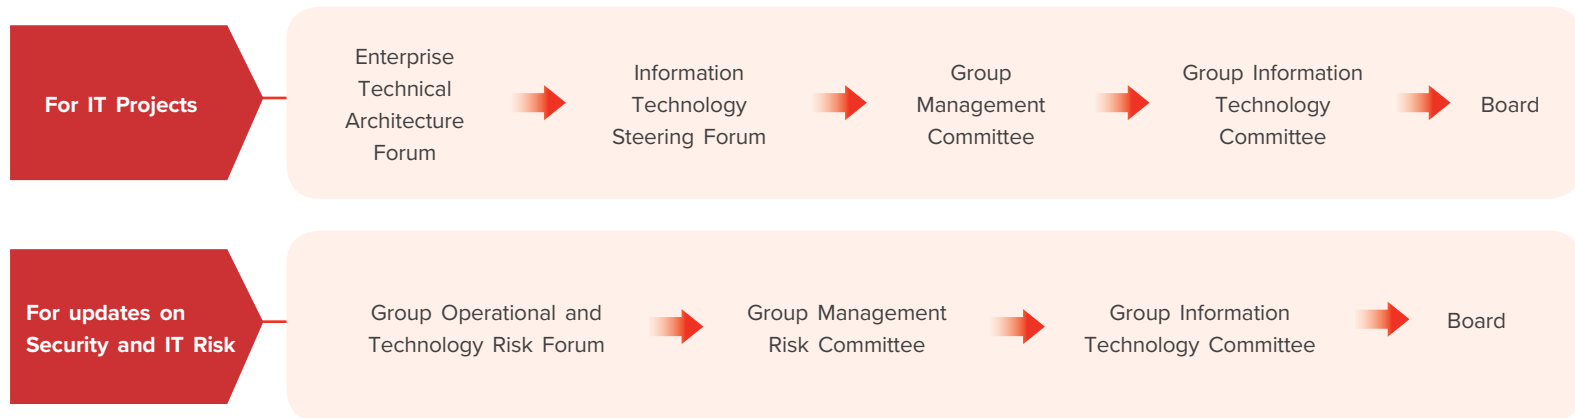 For IT Projects
Enterprise
Technical
Architecture
Forum
Information
Technology
Steering Forum
Group
Management
Committee
Group Information
Technology
Committee
Board
For updates on
Security and IT Risk
Group Operational and
Technology Risk Forum
Group Management
Risk Committee
Group Information
Technology Committee
Board